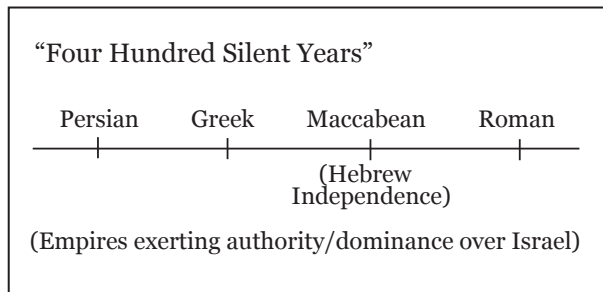 “Four Hundred Silent Years”
Persian Greek Maccabean Roman
(Hebrew
Independence)
(Empires exerting authority/dominance over Israel)